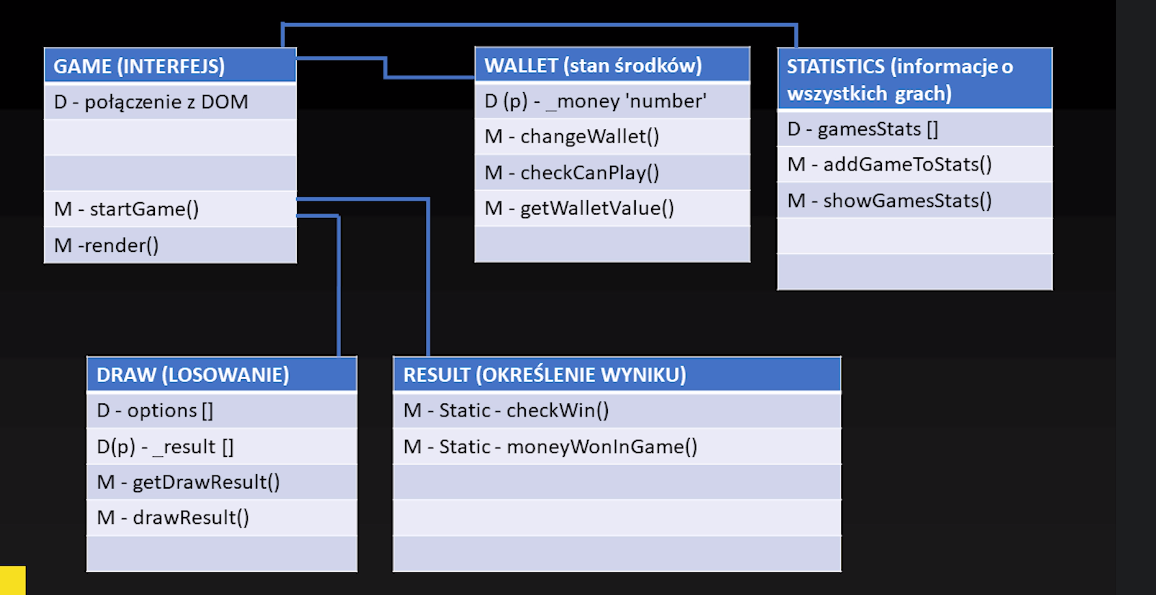 GAME (INTERFEJS)
D - połączenie z DOM
M - startGame()
M -render()
WALLET (stan środków)
D (p) - _money 'number'
M - changeWallet()
M - checkCanPlay()
M - getWalletValue()
STATISTICS (informacje o
wszystkich grach)
D - gamesStats []
M - addGameToStats()
M - showGamesStats()
DRAW (LOSOWANIE)
D - options []
D(p) - _result []
M - getDrawResult()
M - drawResult()
RESULT (OKREŚLENIE WYNIKU)
M - Static - checkWin()
M - Static - moneyWonInGame()